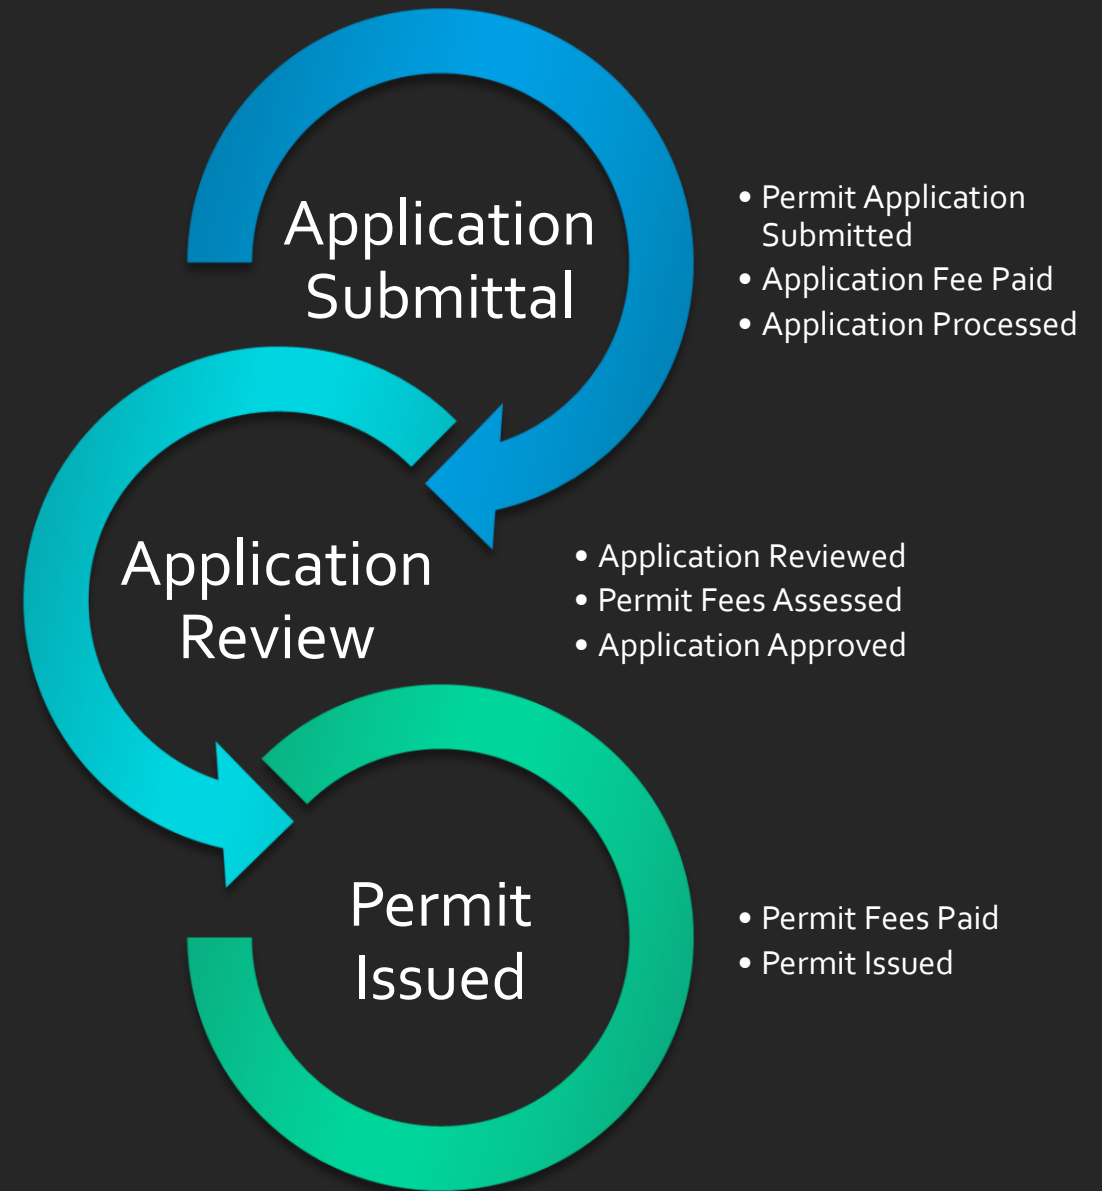 Application
Submittal
• Permit Application
Submitted
• Application Fee Paid
• Application Processed
Application
Review
• Application Reviewed
• Permit Fees Assessed
• Application Approved
Permit
Issued
• Permit Fees Paid
• Permit Issued